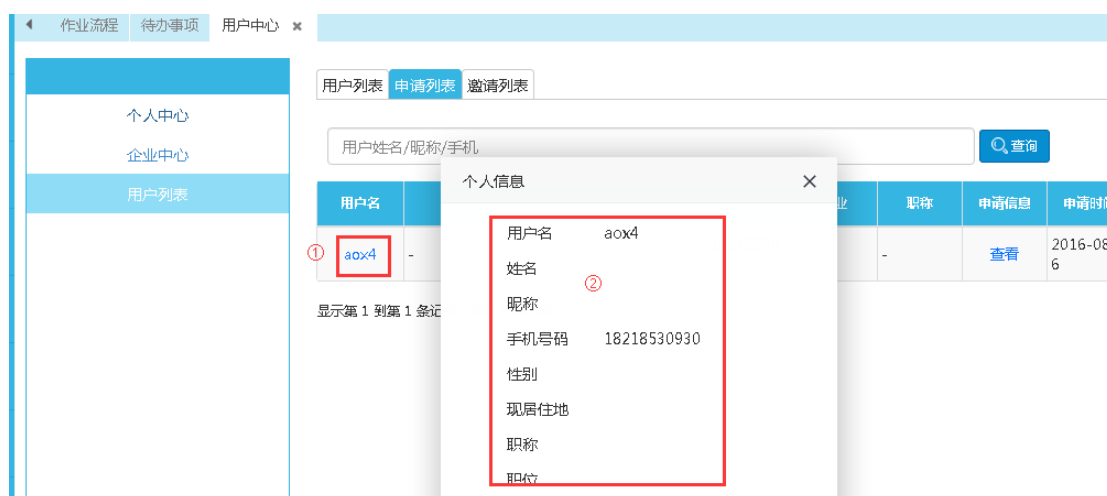 作业流程 待办事项 用户中心
个人中心
企业中心
用户列表
用户列表 申请列表 邀请列表
用户姓名/昵称/手机
查询
个人信息
用户名 业 职称 申请信息 申请时间
① aox4 - - 查看 2016-08
6
显示第 1 到第 1 条记
用户名 aox4
姓名
②
昵称
手机号码 18218530930
性别
现居住地
职称
职位